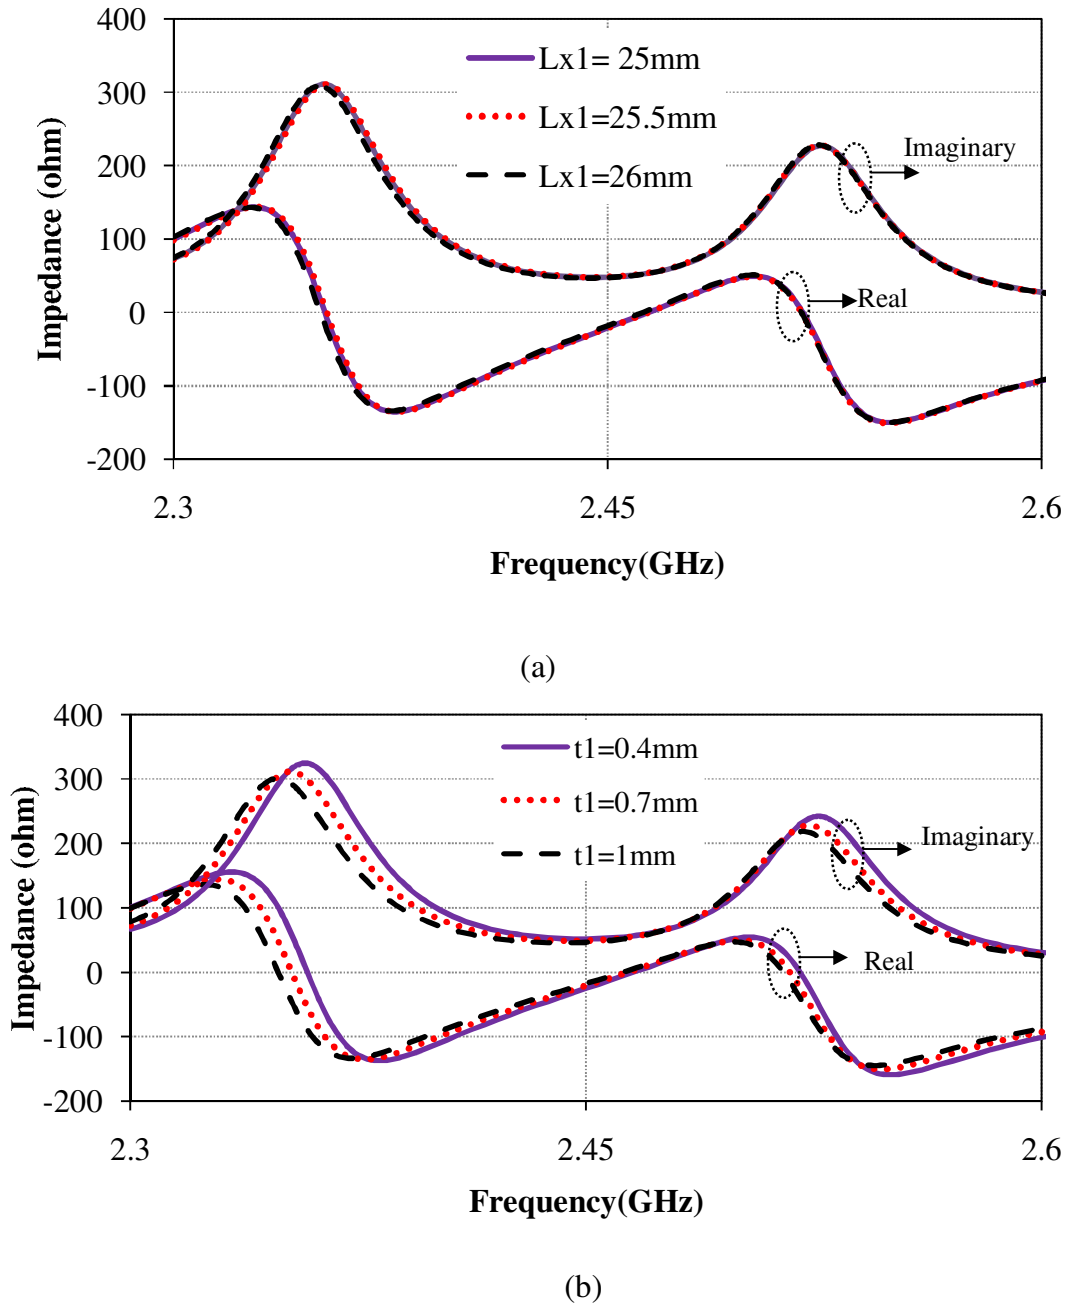 400
300
200
100
0
-100
-200
Impedance (ohm)
Lx1= 25mm
Lx1=25.5mm
Lx1=26mm
Imaginary
Real
2.3
2.45
2.6
Frequency(GHz)
(a)
400
300
200
100
0
-100
-200
Impedance (ohm)
t1=0.4mm
t1=0.7mm
t1=1mm
Imaginary
Real
2.3
2.45
2.6
Frequency(GHz)
(b)